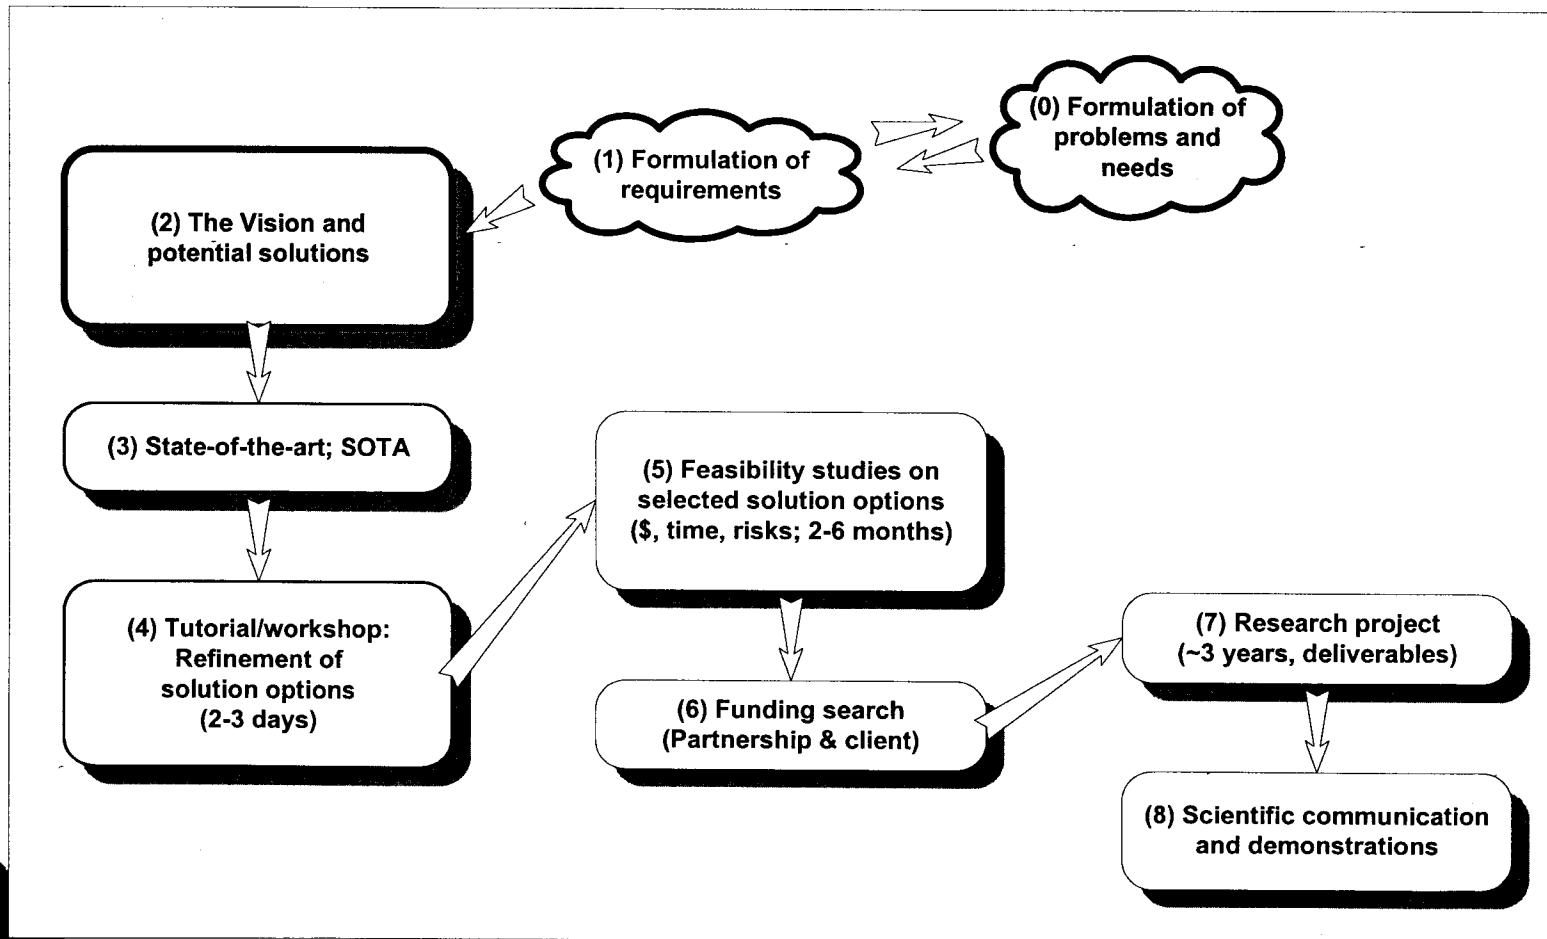 (0) Formulation of
problems and
needs
(1) Formulation of
requirements
(2) The Vision and
potential solutions
(3) State-of-the-art; SOTA
(4) Tutorial/workshop:
Refinement of
solution options
(2-3 days)
(5) Feasibility studies on
selected solution options
($, time, risks; 2-6 months)
(6) Funding search
(Partnership & client)
(7) Research project
(~3 years, deliverables)
(8) Scientific communication
and demonstrations